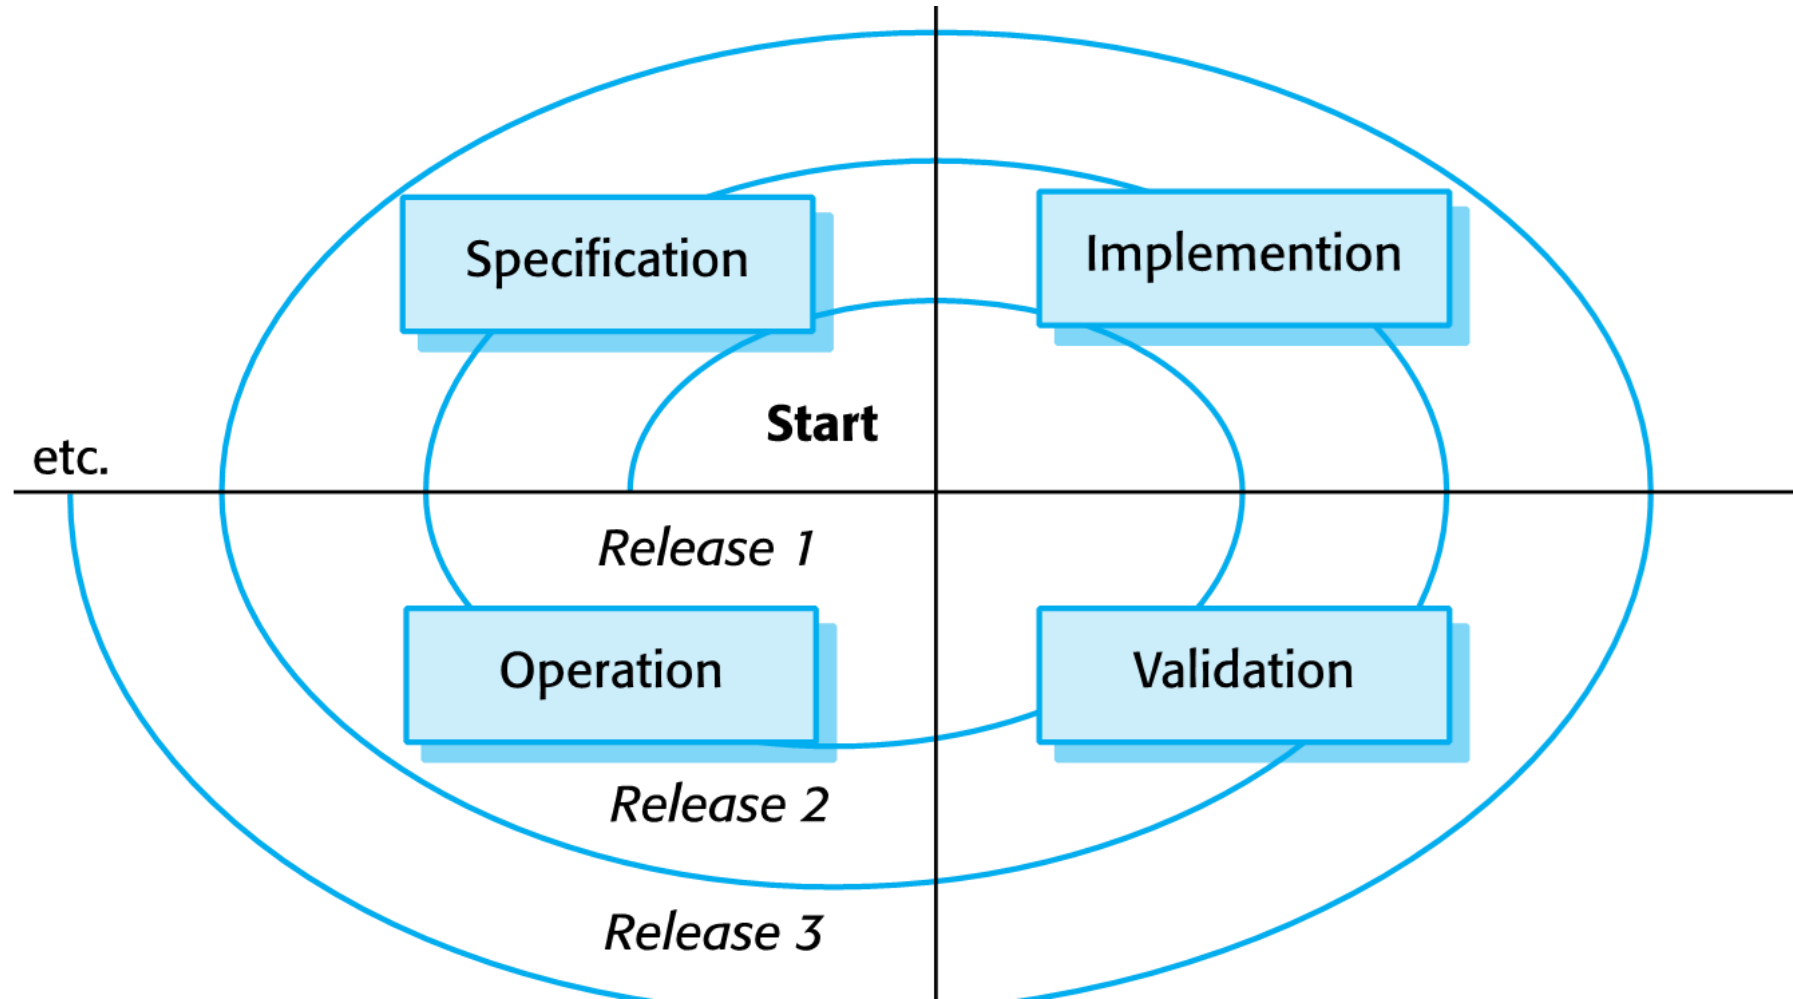 Specification
Implemention
Start
etc.
Release 1
Operation
Validation
Release 2
Release 3